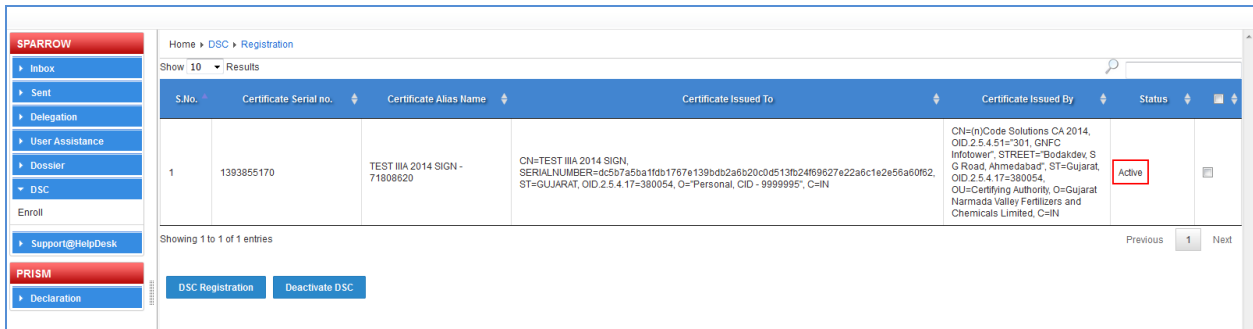 SPARROW
Inbox
Sent
Delegation
User Assistance
Dossier
DSC
Enroll
Support@HelpDesk
PRISM
Declaration
Home DSC Registration
Show 10 Results
S.No. Certificate Serial no. Certificate Alias Name Certificate Issued To Certificate Issued By Status
1
1393855170
TEST IIIA 2014 SIGN -
71808620
CN=TEST IIIA 2014 SIGN,
SERIALNUMBER=dc5b7a5ba1fdb1767e139bdb2a6b20c0d513fb24f69627e22a6c1e2e56a60f62,
ST=GUJARAT, OID.2.5.4.17=380054, O="Personal, CID - 9999995", C=IN
CN=(n)Code Solutions CA 2014,
OID.2.5.4.51="301, GNFC
Infotower", STREET="Bodakdev, S
G Road, Ahmedabad", ST=Gujarat,
OID.2.5.4.17=380054,
OU=Certifying Authority, O=Gujarat
Narmada Valley Fertilizers and
Chemicals Limited, C=IN
Active
Showing 1 to 1 of 1 entries
Previous 1 Next
DSC Registration Deactivate DSC